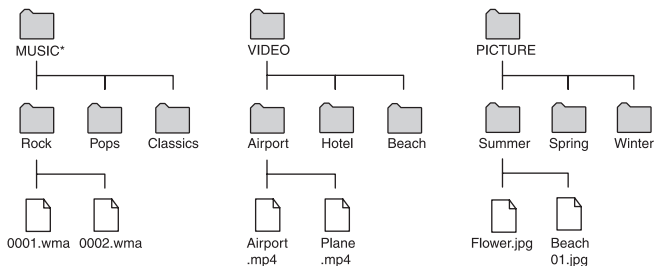 MUSIC*
VIDEO
PICTURE
Rock
Pops
Classics
Airport
Hotel
Beach
Summer
Spring
Winter
0001.wma
0002.wma
Airport
.mp4
Plane
.mp4
Flower.jpg
Beach
01.jpg